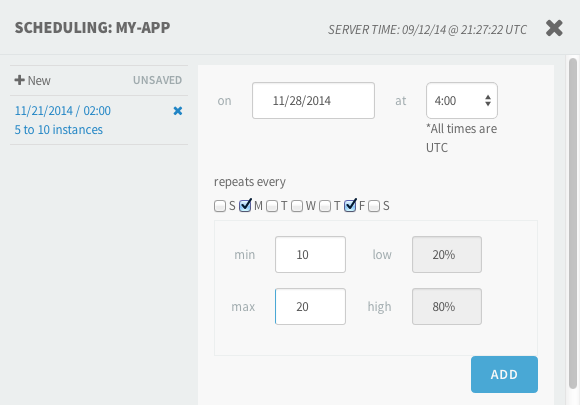 SCHEDULING: MY-APP
SERVER TIME: 09/12/14 @ 21:27:22 UTC
New UNSAVED
11/21/2014 / 02:00
5 to 10 instances
on 11/28/2014 at 4:00
*All times are
UTC
repeats every
S M T W T F S
min 10 low 20%
max 20 high 80%
ADD